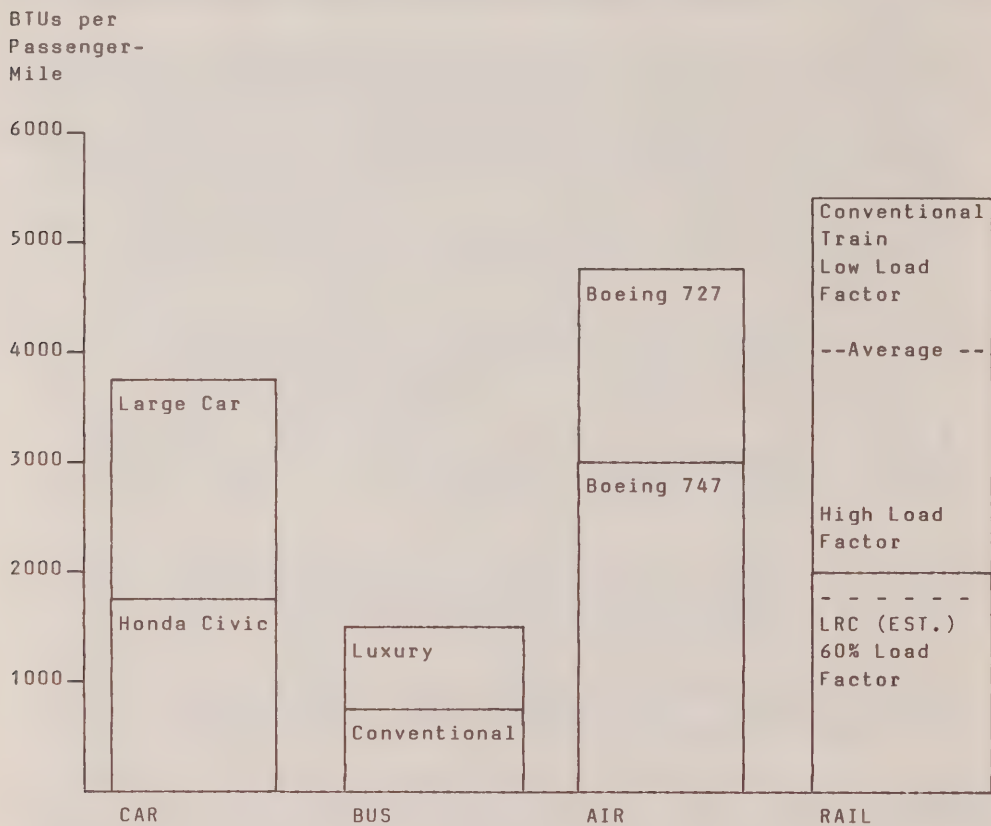 BTUs per
Passenger-
Mile
6000
5000
4000
3000
2000
1000
Large Car
Honda Civic
Luxury
Conventional
Boeing 727
Boeing 747
Conventional
Train
Low Load
Factor
--Average --
High Load
Factor
- - - - - -
LRC (EST.)
60% Load
Factor
CAR BUS AIR RAIL